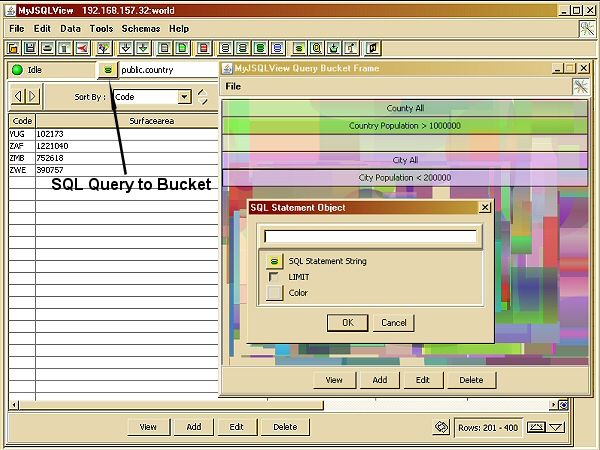 MyJSQLView 192.168.157.32:world
File Edit Data Tools Schemas Help
Idle public.country
Sort By : Code
Code Surfacearea
YUG 102173
ZAF 1221040
ZMB 752618
ZWE 390757
SQL Query to Bucket
MyJSQLView Query Bucket Frame
File
County All
Country Population > 1000000
City All
City Population < 200000
SQL Statement Object
SQL Statement String
LIMIT
Color
OK Cancel
View Add Edit Delete
View Add Edit Delete
Rows: 201 - 400